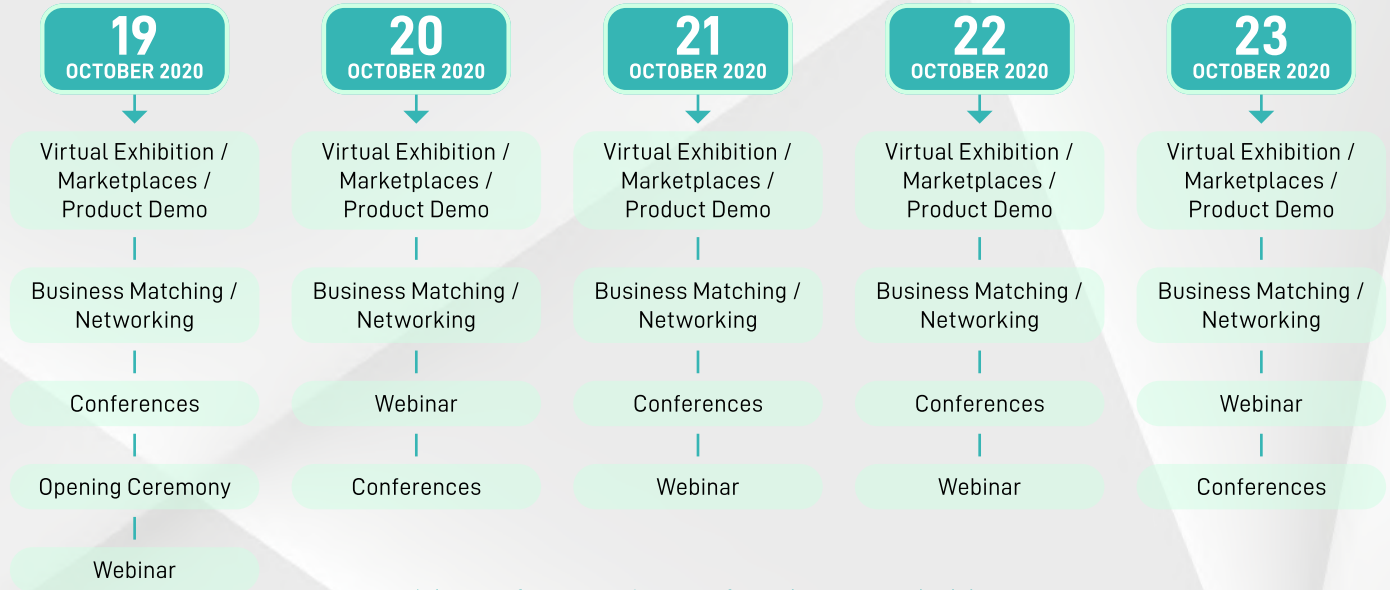 19
OCTOBER 2020
Virtual Exhibition /
Marketplaces /
Product Demo
Business Matching /
Networking
Conferences
Opening Ceremony
Webinar
20
OCTOBER 2020
Virtual Exhibition /
Marketplaces /
Product Demo
Business Matching /
Networking
Webinar
Conferences
21
OCTOBER 2020
Virtual Exhibition /
Marketplaces /
Product Demo
Business Matching /
Networking
Conferences
Webinar
22
OCTOBER 2020
Virtual Exhibition /
Marketplaces /
Product Demo
Business Matching /
Networking
Conferences
Webinar
23
OCTOBER 2020
Virtual Exhibition /
Marketplaces /
Product Demo
Business Matching /
Networking
Webinar
Conferences